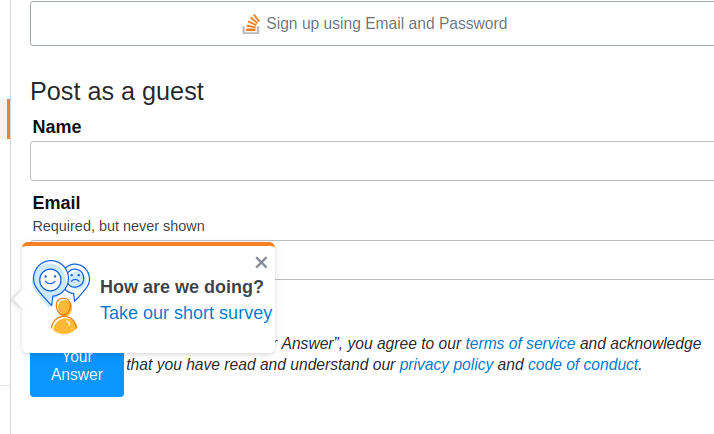 Sign up using Email and Password
Post as a guest
Name
Email
Required, but never shown
How are we doing?
Take our short survey
Answer”, you agree to our terms of service and acknowledge
Your
that you have read and understand our privacy policy and code of conduct.
Answer